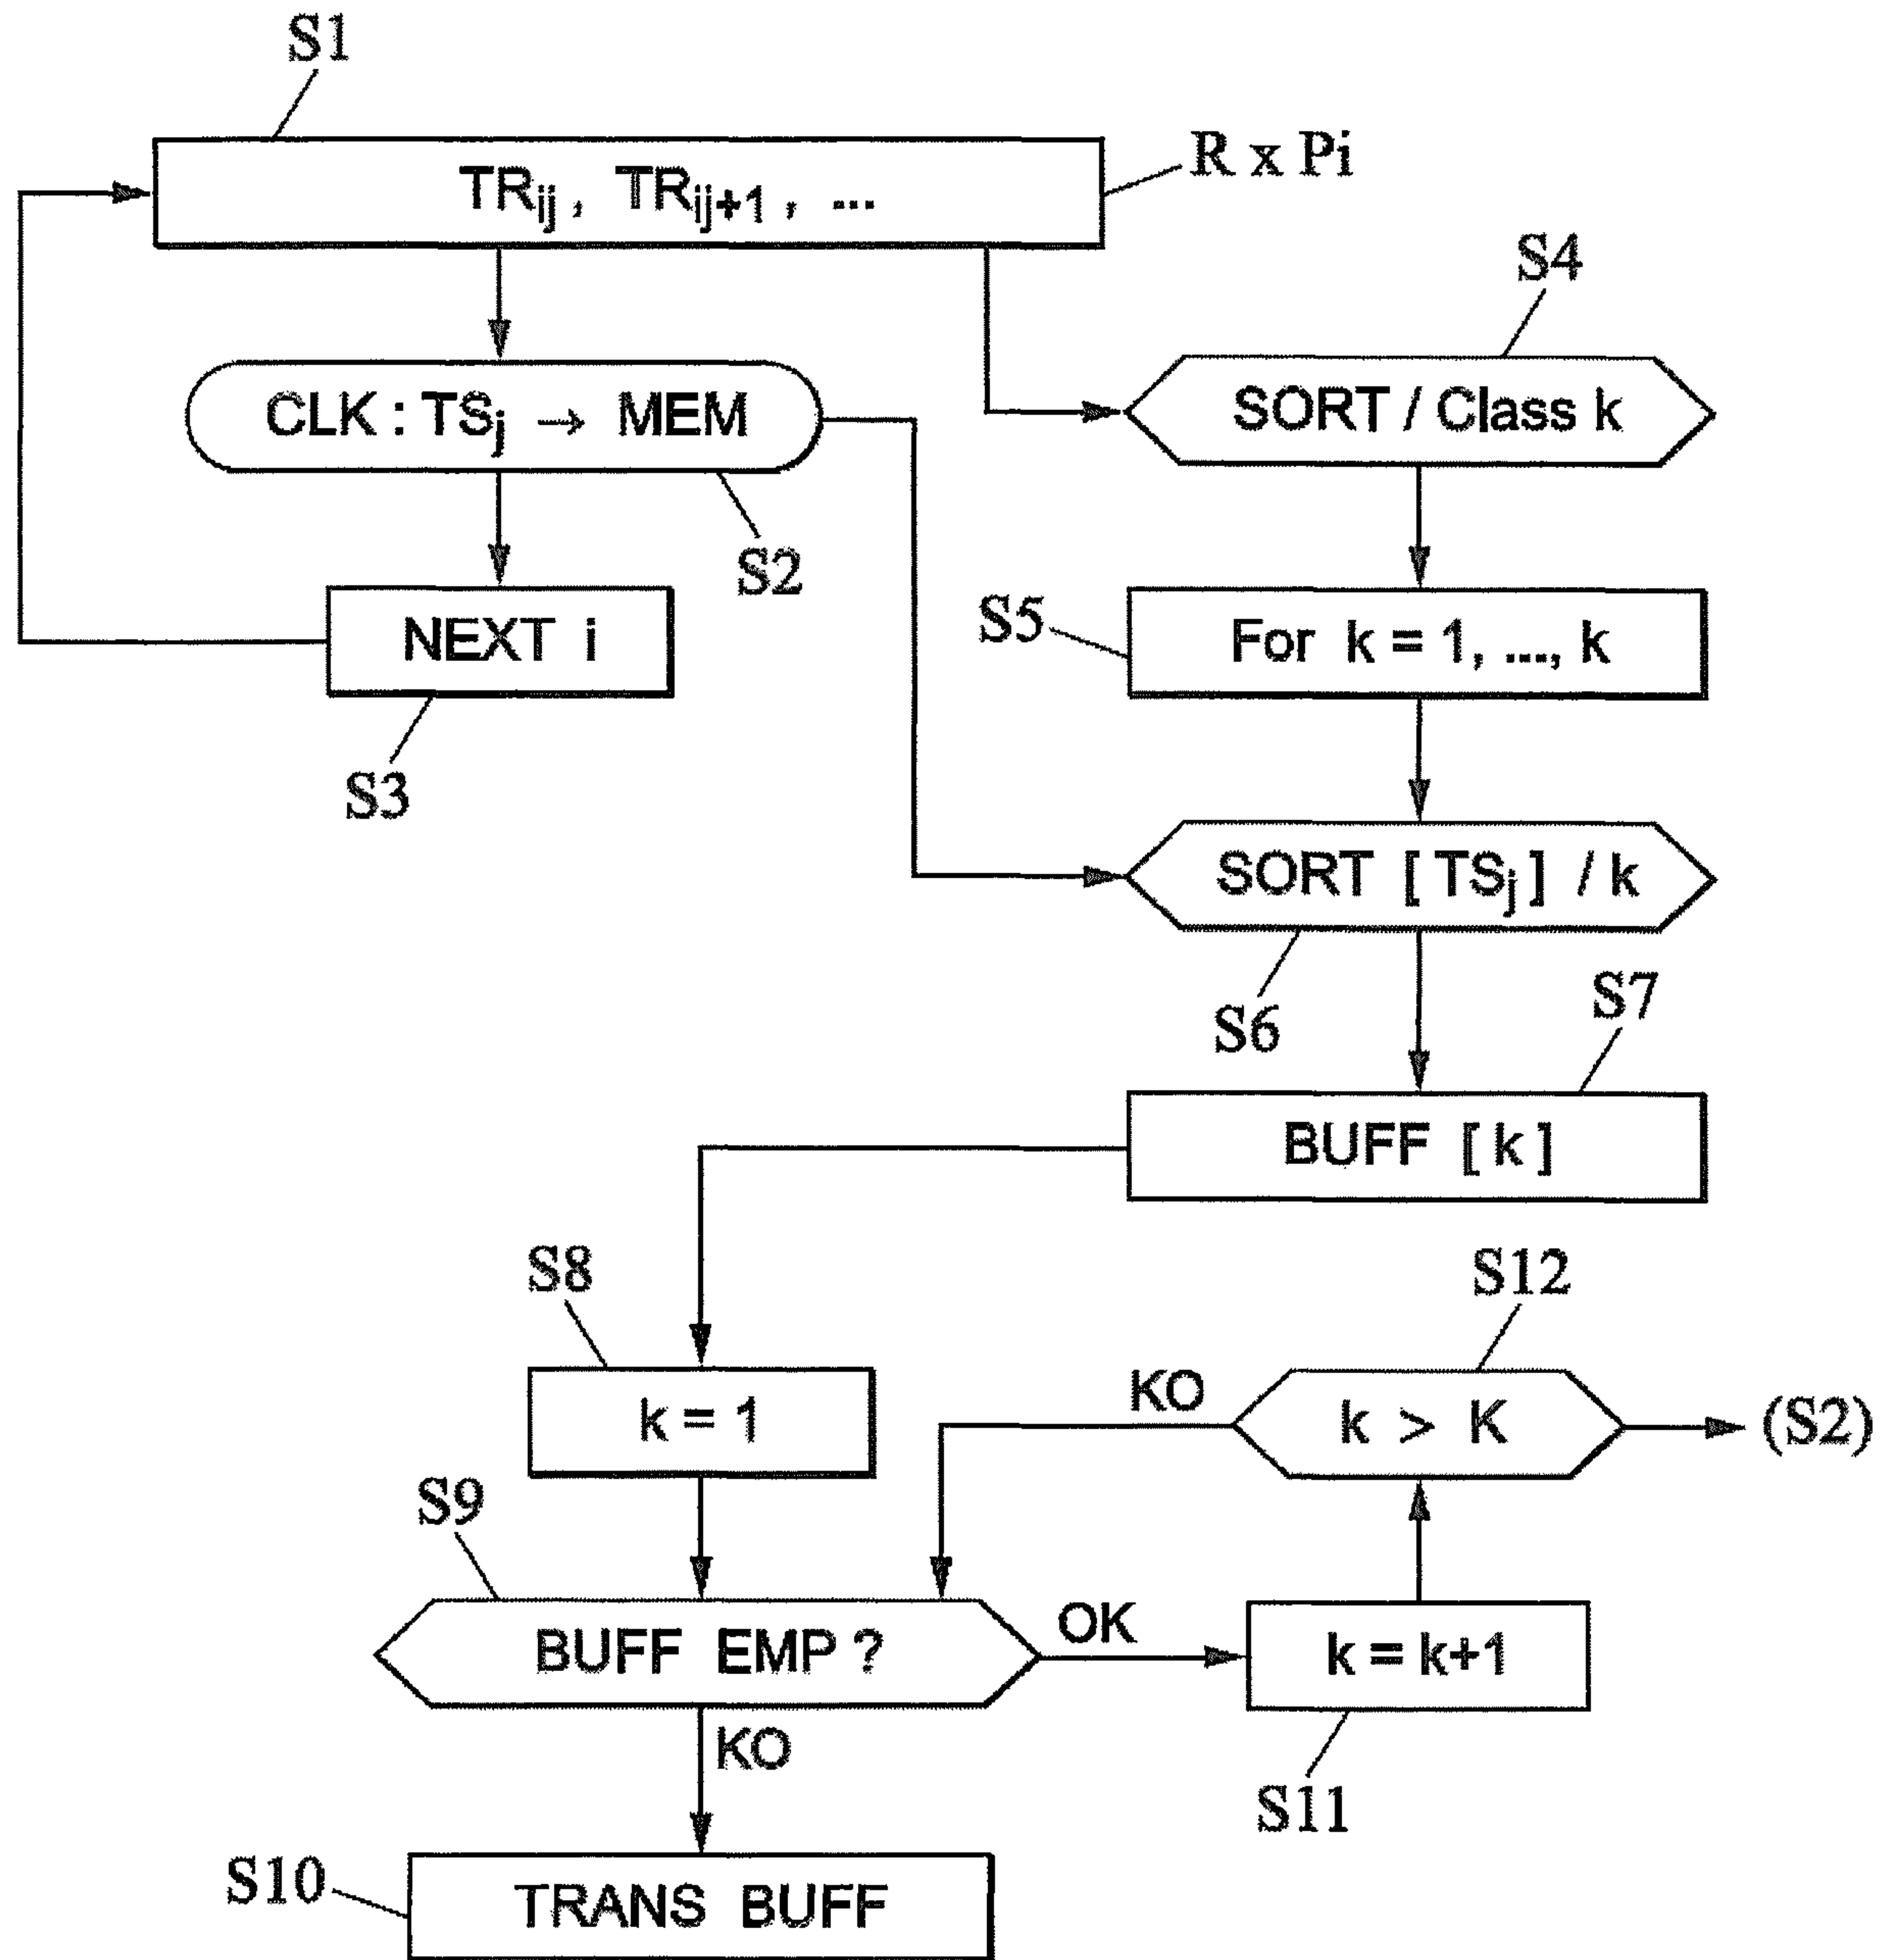 S1
TRij , TRij+1 , ...
R x Pi
S4
CLK : TSj → MEM
SORT / Class k
S2
S5
NEXT i
For k = 1, ..., k
S3
SORT [ TSj ] / k
S6
S7
BUFF [ k ]
S8
S12
k = 1
KO
k > K
(S2)
S9
BUFF EMP ?
OK
k = k+1
KO
S11
S10
TRANS BUFF